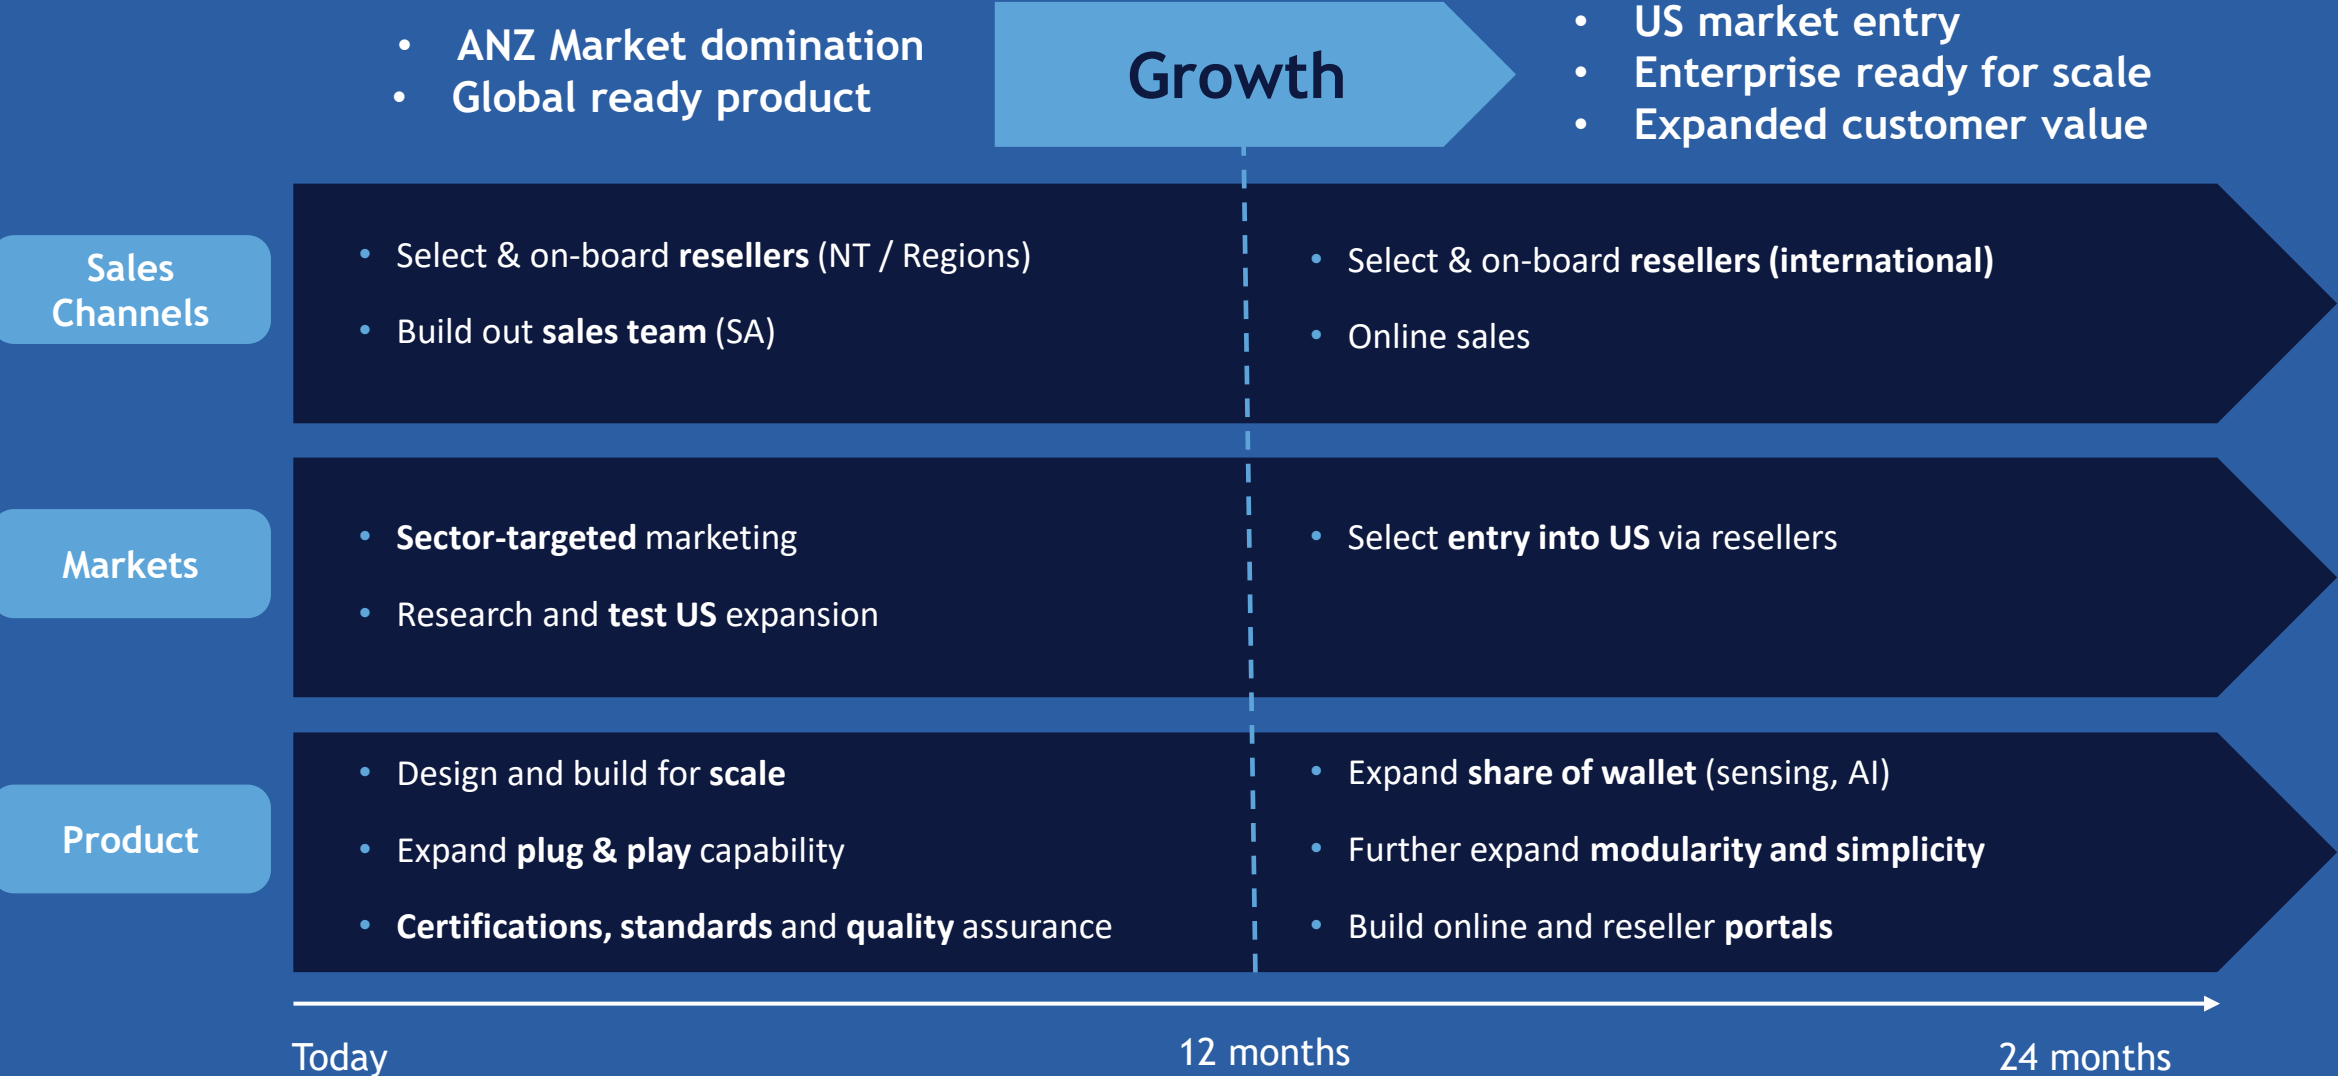 • ANZ Market domination
• Global ready product
Growth
• US market entry
• Enterprise ready for scale
• Expanded customer value
Sales
Channels
• Select & on-board resellers (NT / Regions)
• Build out sales team (SA)
• Select & on-board resellers (international)
• Online sales
Markets
• Sector-targeted marketing
• Research and test US expansion
• Select entry into US via resellers
Product
• Design and build for scale
• Expand plug & play capability
• Certifications, standards and quality assurance
• Expand share of wallet (sensing, AI)
• Further expand modularity and simplicity
• Build online and reseller portals
Today
12 months
24 months